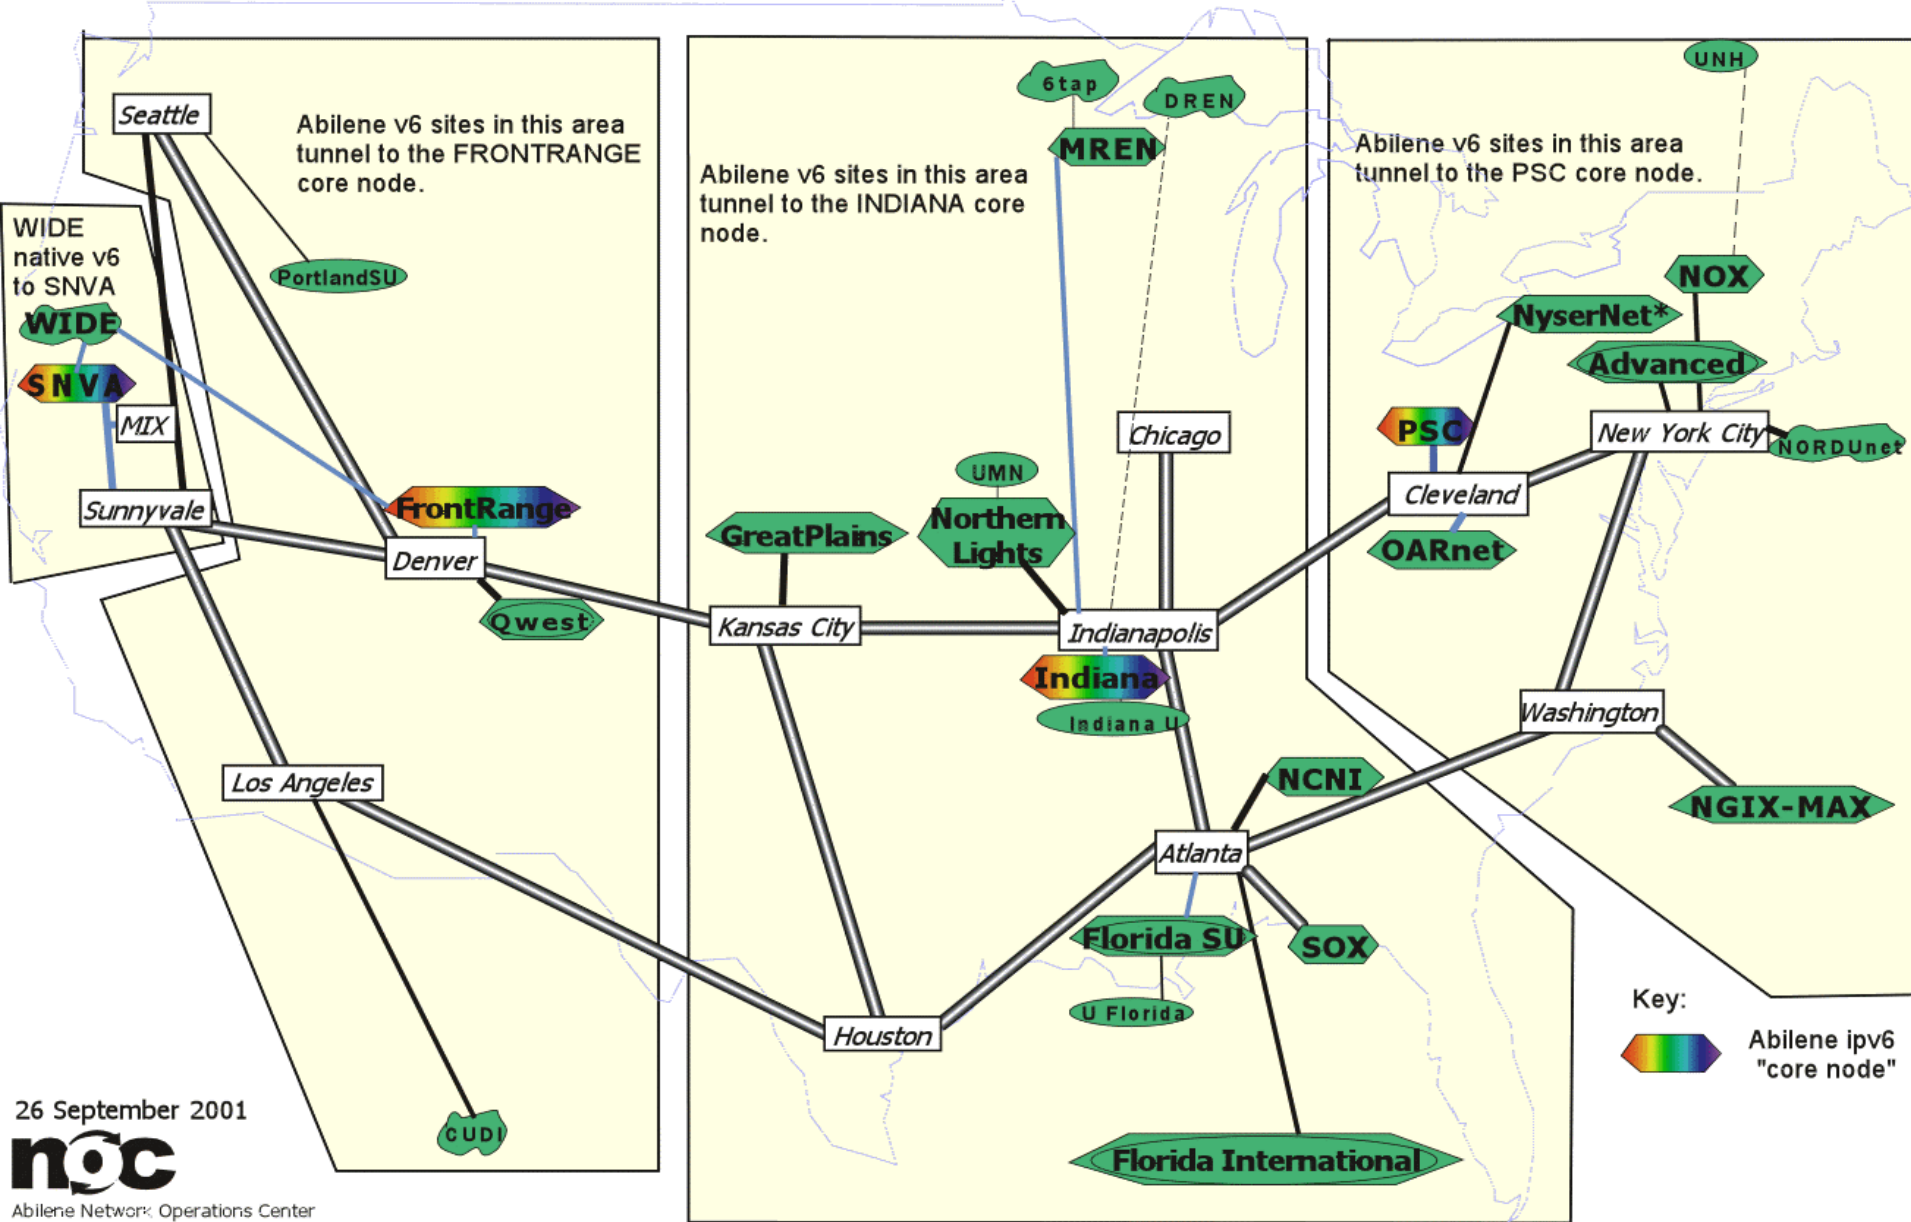 Seattle
Abilene v6 sites in this area
tunnel to the FRONTRANGE
core node.
PortlandSU
WIDE
native v6
to SNVA
WIDE
SNVA
MIX
Sunnyvale
FrontRange
Denver
Qwest
Los Angeles
CUDI
Abilene v6 sites in this area
tunnel to the INDIANA core
node.
6tap
DREN
MREN
Chicago
UMN
Northern
Lights
GreatPlains
Kansas City
Indianapolis
Indiana
Indiana U
NCNI
Atlanta
Florida SU
SOX
U Florida
Houston
Florida International
UNH
Abilene v6 sites in this area
tunnel to the PSC core node.
NOX
NyserNet*
Advanced
PSC
New York City
NORDUnet
Cleveland
OARnet
Washington
NGIX-MAX
Key:
Abilene ipv6
"core node"
26 September 2001
noc
Abilene Network Operations Center